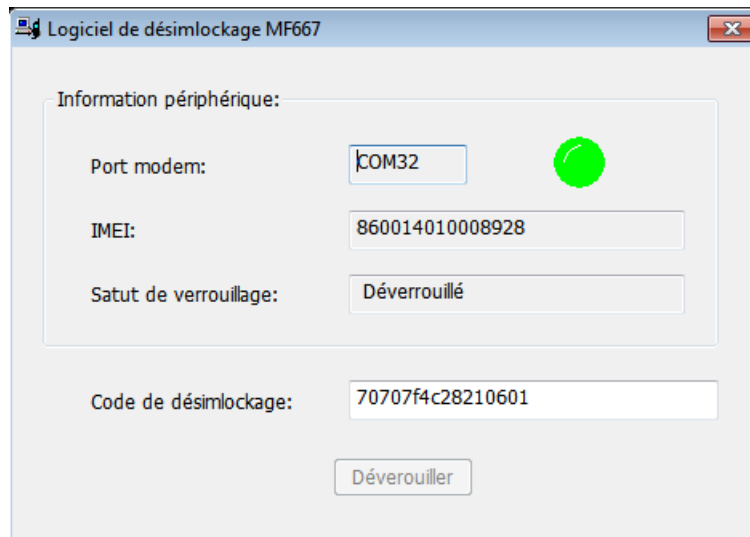 Logiciel de désimlockage MF667
Information périphérique:
Port modem: COM32
IMEI: 860014010008928
Satut de verrouillage: Déverrouillé
Code de désimlockage: 70707f4c28210601
Déverouiller